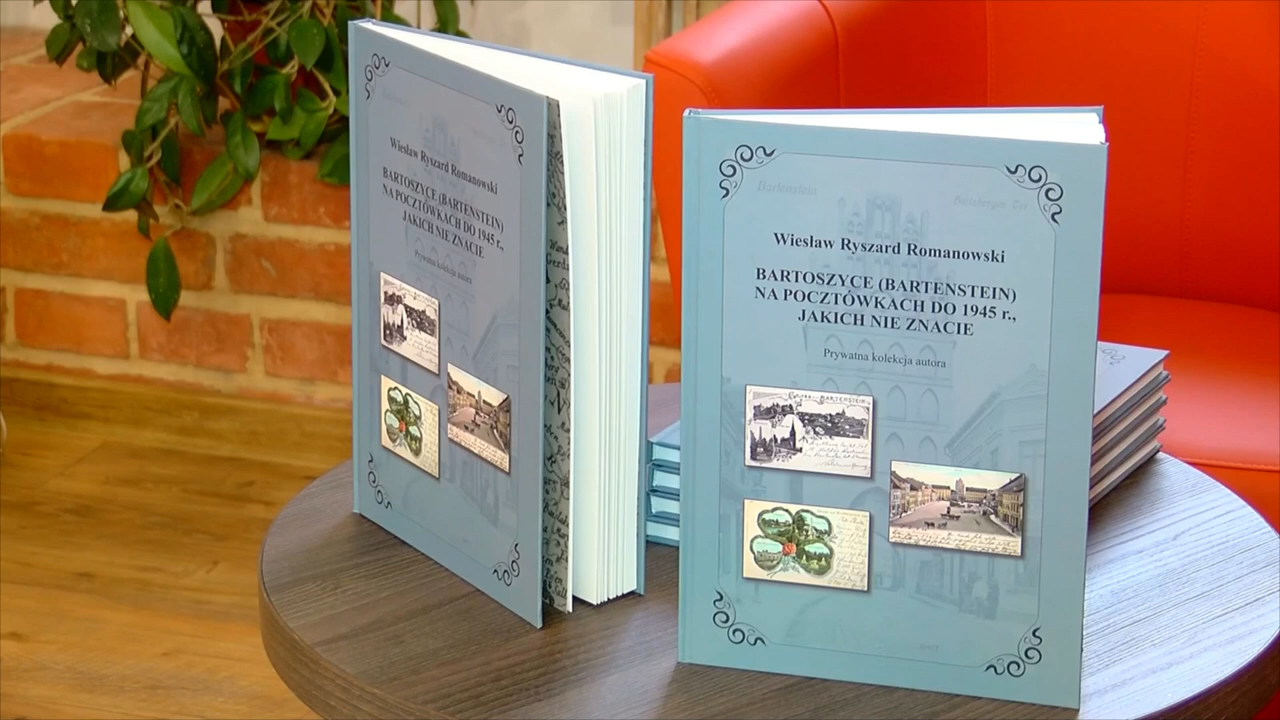 Wiesław Ryszard Romanowski
BARTOSZYCE (BARTENSTEIN)
NA POCZTÓWKACH DO 1945 r.,
JAKICH NIE ZNACIE
Prywatna kolekcja autora
Bartenstein
Wiesław Ryszard Romanowski
BARTOSZYCE (BARTENSTEIN)
NA POCZTÓWKACH DO 1945 r.,
JAKICH NIE ZNACIE
Prywatna kolekcja autora
BARTENSTEIN